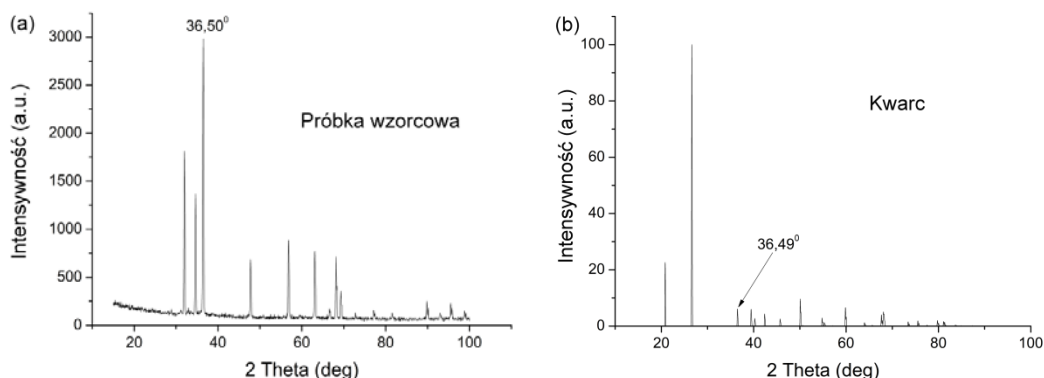 (a)
36,50⁰
3000
2500
2000
1500
1000
500
0
Intensywność (a.u.)
Próbka wzorcowa
20 40 60 80 100
2 Theta (deg)
(b)
100
80
60
40
20
0
Intensywność (a.u.)
Kwarc
36,49⁰
20 40 60 80 100
2 Theta (deg)